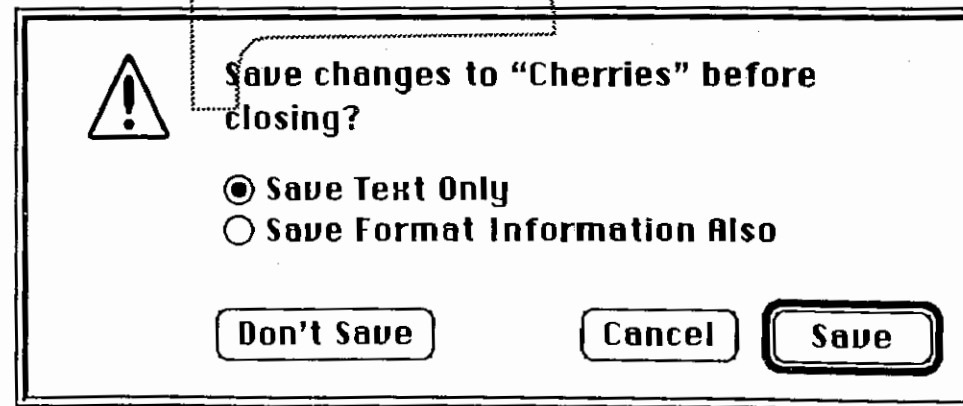 Save changes to “Cherries” before
closing?
Save Text Only
Save Format Information Also
Don't Save
Cancel
Save